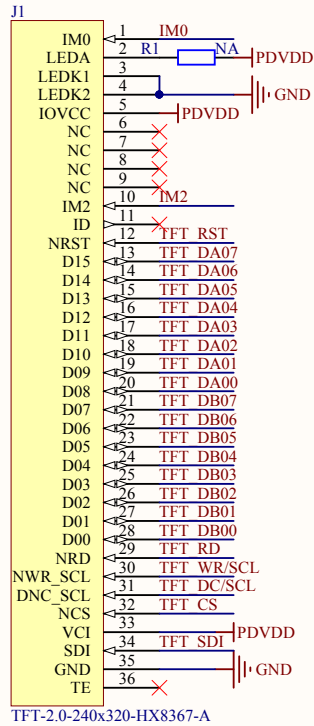 J1
IM0 1 IM0
LEDA 2 R1 NA PDVDD
LEDK1 3
LEDK2 4 GND
IOVCC 5 PDVDD
NC 6
NC 7
NC 8
NC 9
IM2 10 IM2
ID 11
NRST 12 TFT_RST
D15 13 TFT_DA07
D14 14 TFT_DA06
D13 15 TFT_DA05
D12 16 TFT_DA04
D11 17 TFT_DA03
D10 18 TFT_DA02
D09 19 TFT_DA01
D08 20 TFT_DA00
D07 21 TFT_DB07
D06 22 TFT_DB06
D05 23 TFT_DB05
D04 24 TFT_DB04
D03 25 TFT_DB03
D02 26 TFT_DB02
D01 27 TFT_DB01
D00 28 TFT_DB00
NRD 29 TFT_RD
NWR_SCL 30 TFT_WR/SCL
DNC_SCL 31 TFT_DC/SCL
NCS 32 TFT_CS
VCI 33 PDVDD
SDI 34 TFT_SDI
GND 35 GND
TE 36
TFT-2.0-240x320-HX8367-A